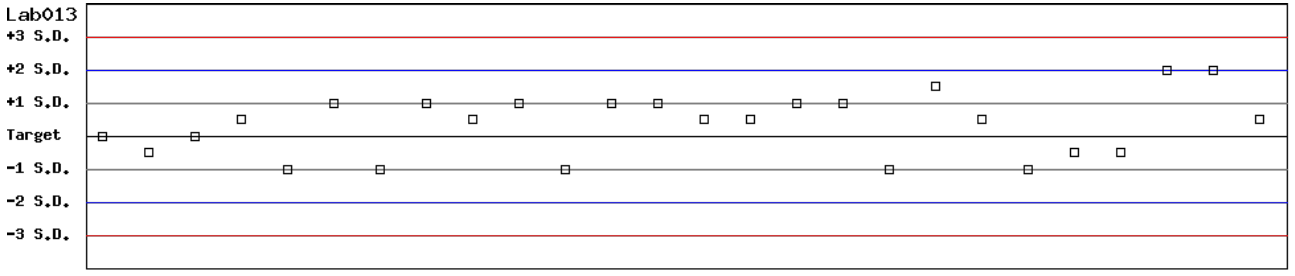 Lab013
+3 S.D.
+2 S.D.
+1 S.D.
Target
-1 S.D.
-2 S.D.
-3 S.D.